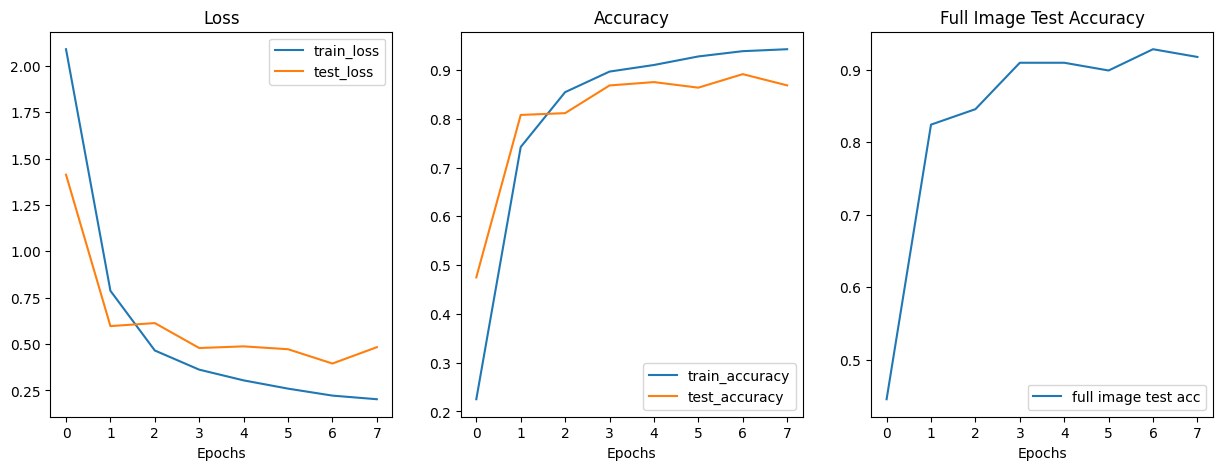 Loss
train_loss
test_loss
2.00
1.75
1.50
1.25
1.00
0.75
0.50
0.25
0 1 2 3 4 5 6 7
Epochs
Accuracy
0.9
0.8
0.7
0.6
0.5
0.4
0.3
0.2
train_accuracy
test_accuracy
0 1 2 3 4 5 6 7
Epochs
Full Image Test Accuracy
0.9
0.8
0.7
0.6
0.5
full image test acc
0 1 2 3 4 5 6 7
Epochs